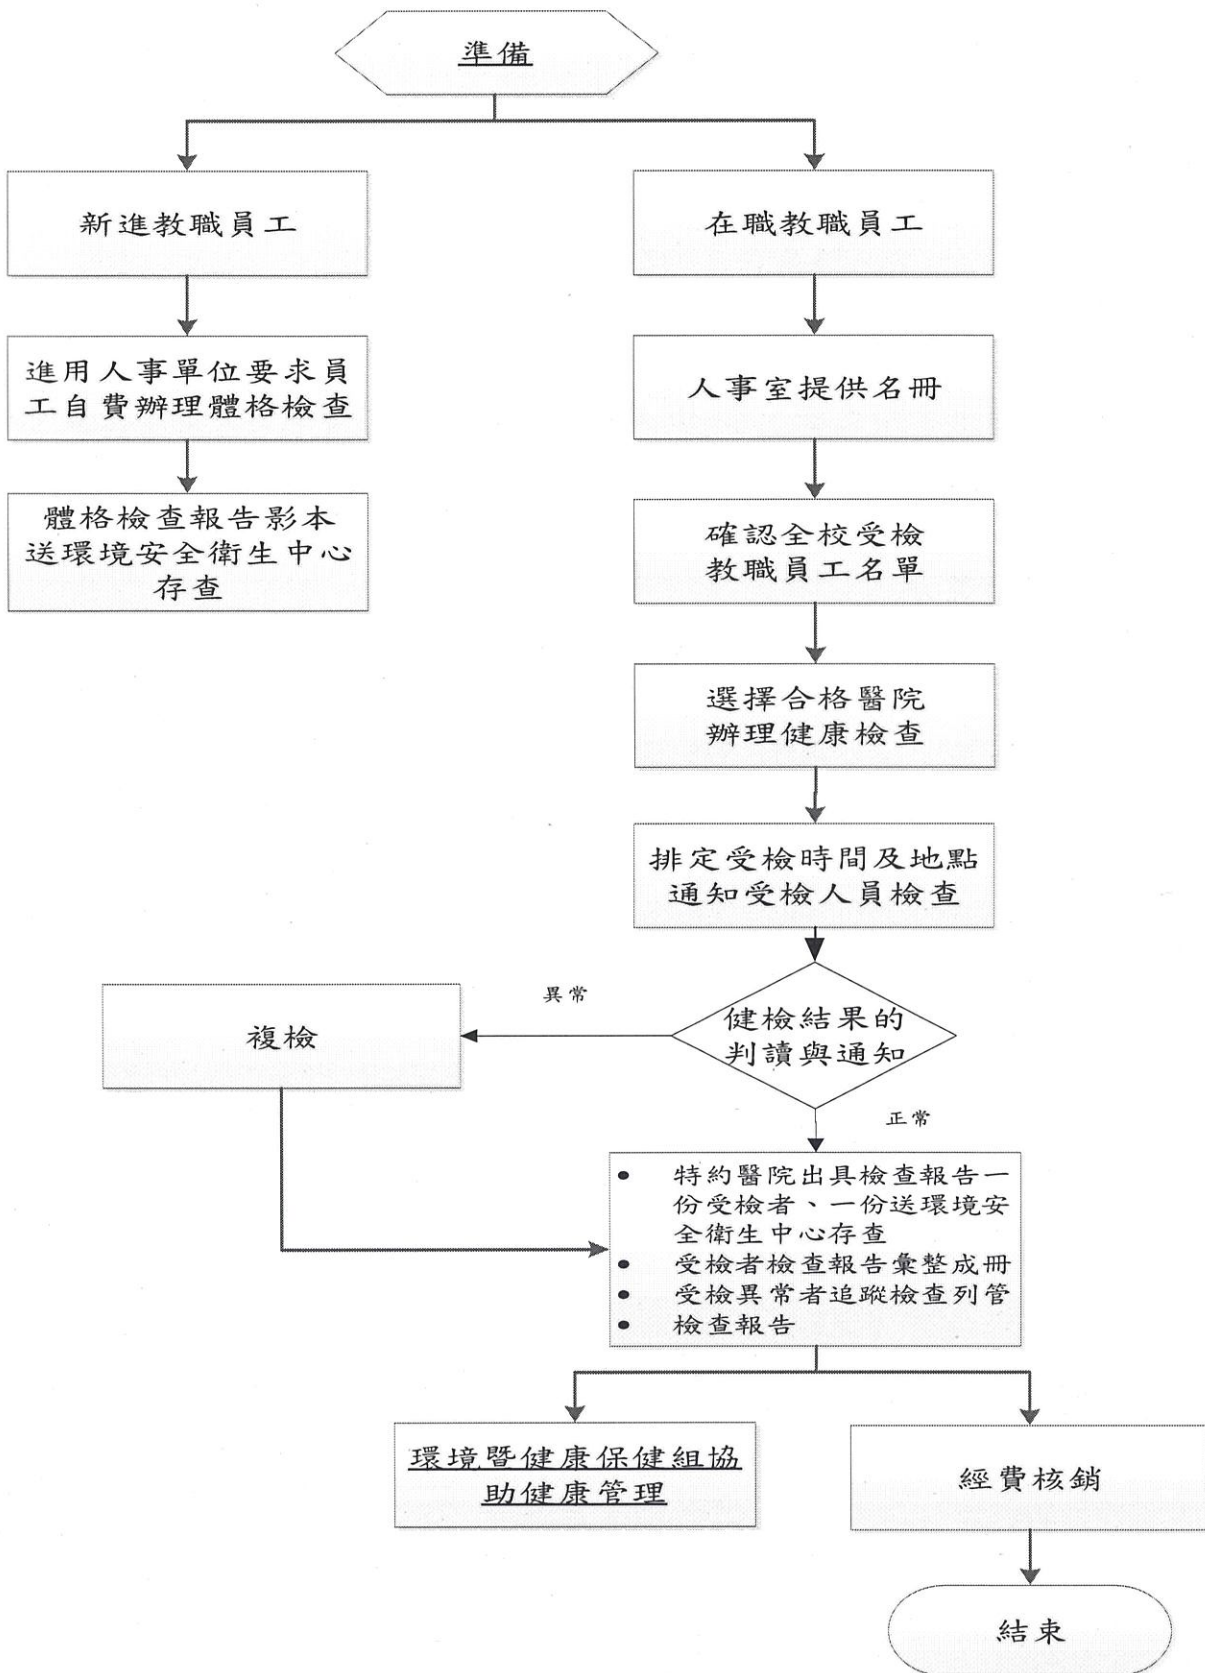 準備
新進教職員工
進用人事單位要求員
工自費辦理體格檢查
體格檢查報告影本
送環境安全衛生中心
存查
在職教職員工
人事室提供名冊
確認全校受檢
教職員工名單
選擇合格醫院
辦理健康檢查
排定受檢時間及地點
通知受檢人員檢查
健檢結果的
判讀與通知
異常
複檢
正常
• 特約醫院出具檢查報告一
份受檢者、一份送環境安
全衛生中心存查
• 受檢者檢查報告彙整成冊
• 受檢異常者追蹤檢查列管
• 檢查報告
環境暨健康保健組協
助健康管理
經費核銷
結束